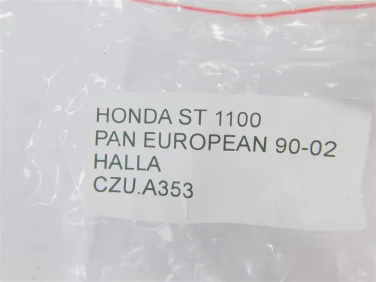 HONDA ST 1100
PAN EUROPEAN 90-02
HALLA
CZU.A353